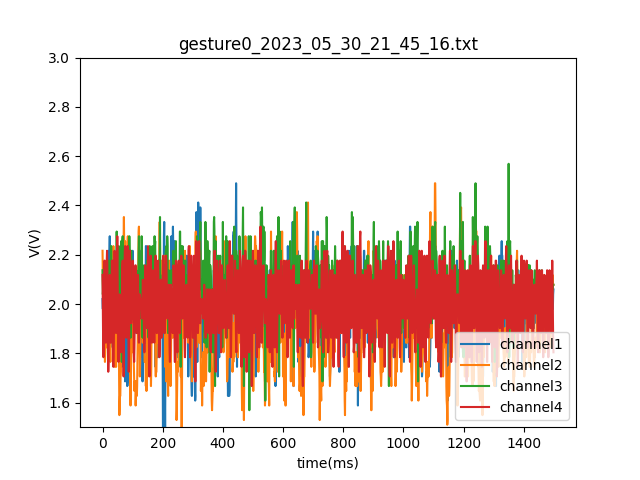 gesture0_2023_05_30_21_45_16.txt
V(V)
3.0
2.8
2.6
2.4
2.2
2.0
1.8
1.6
channel1
channel2
channel3
channel4
0 200 400 600 800 1000 1200 1400
time(ms)